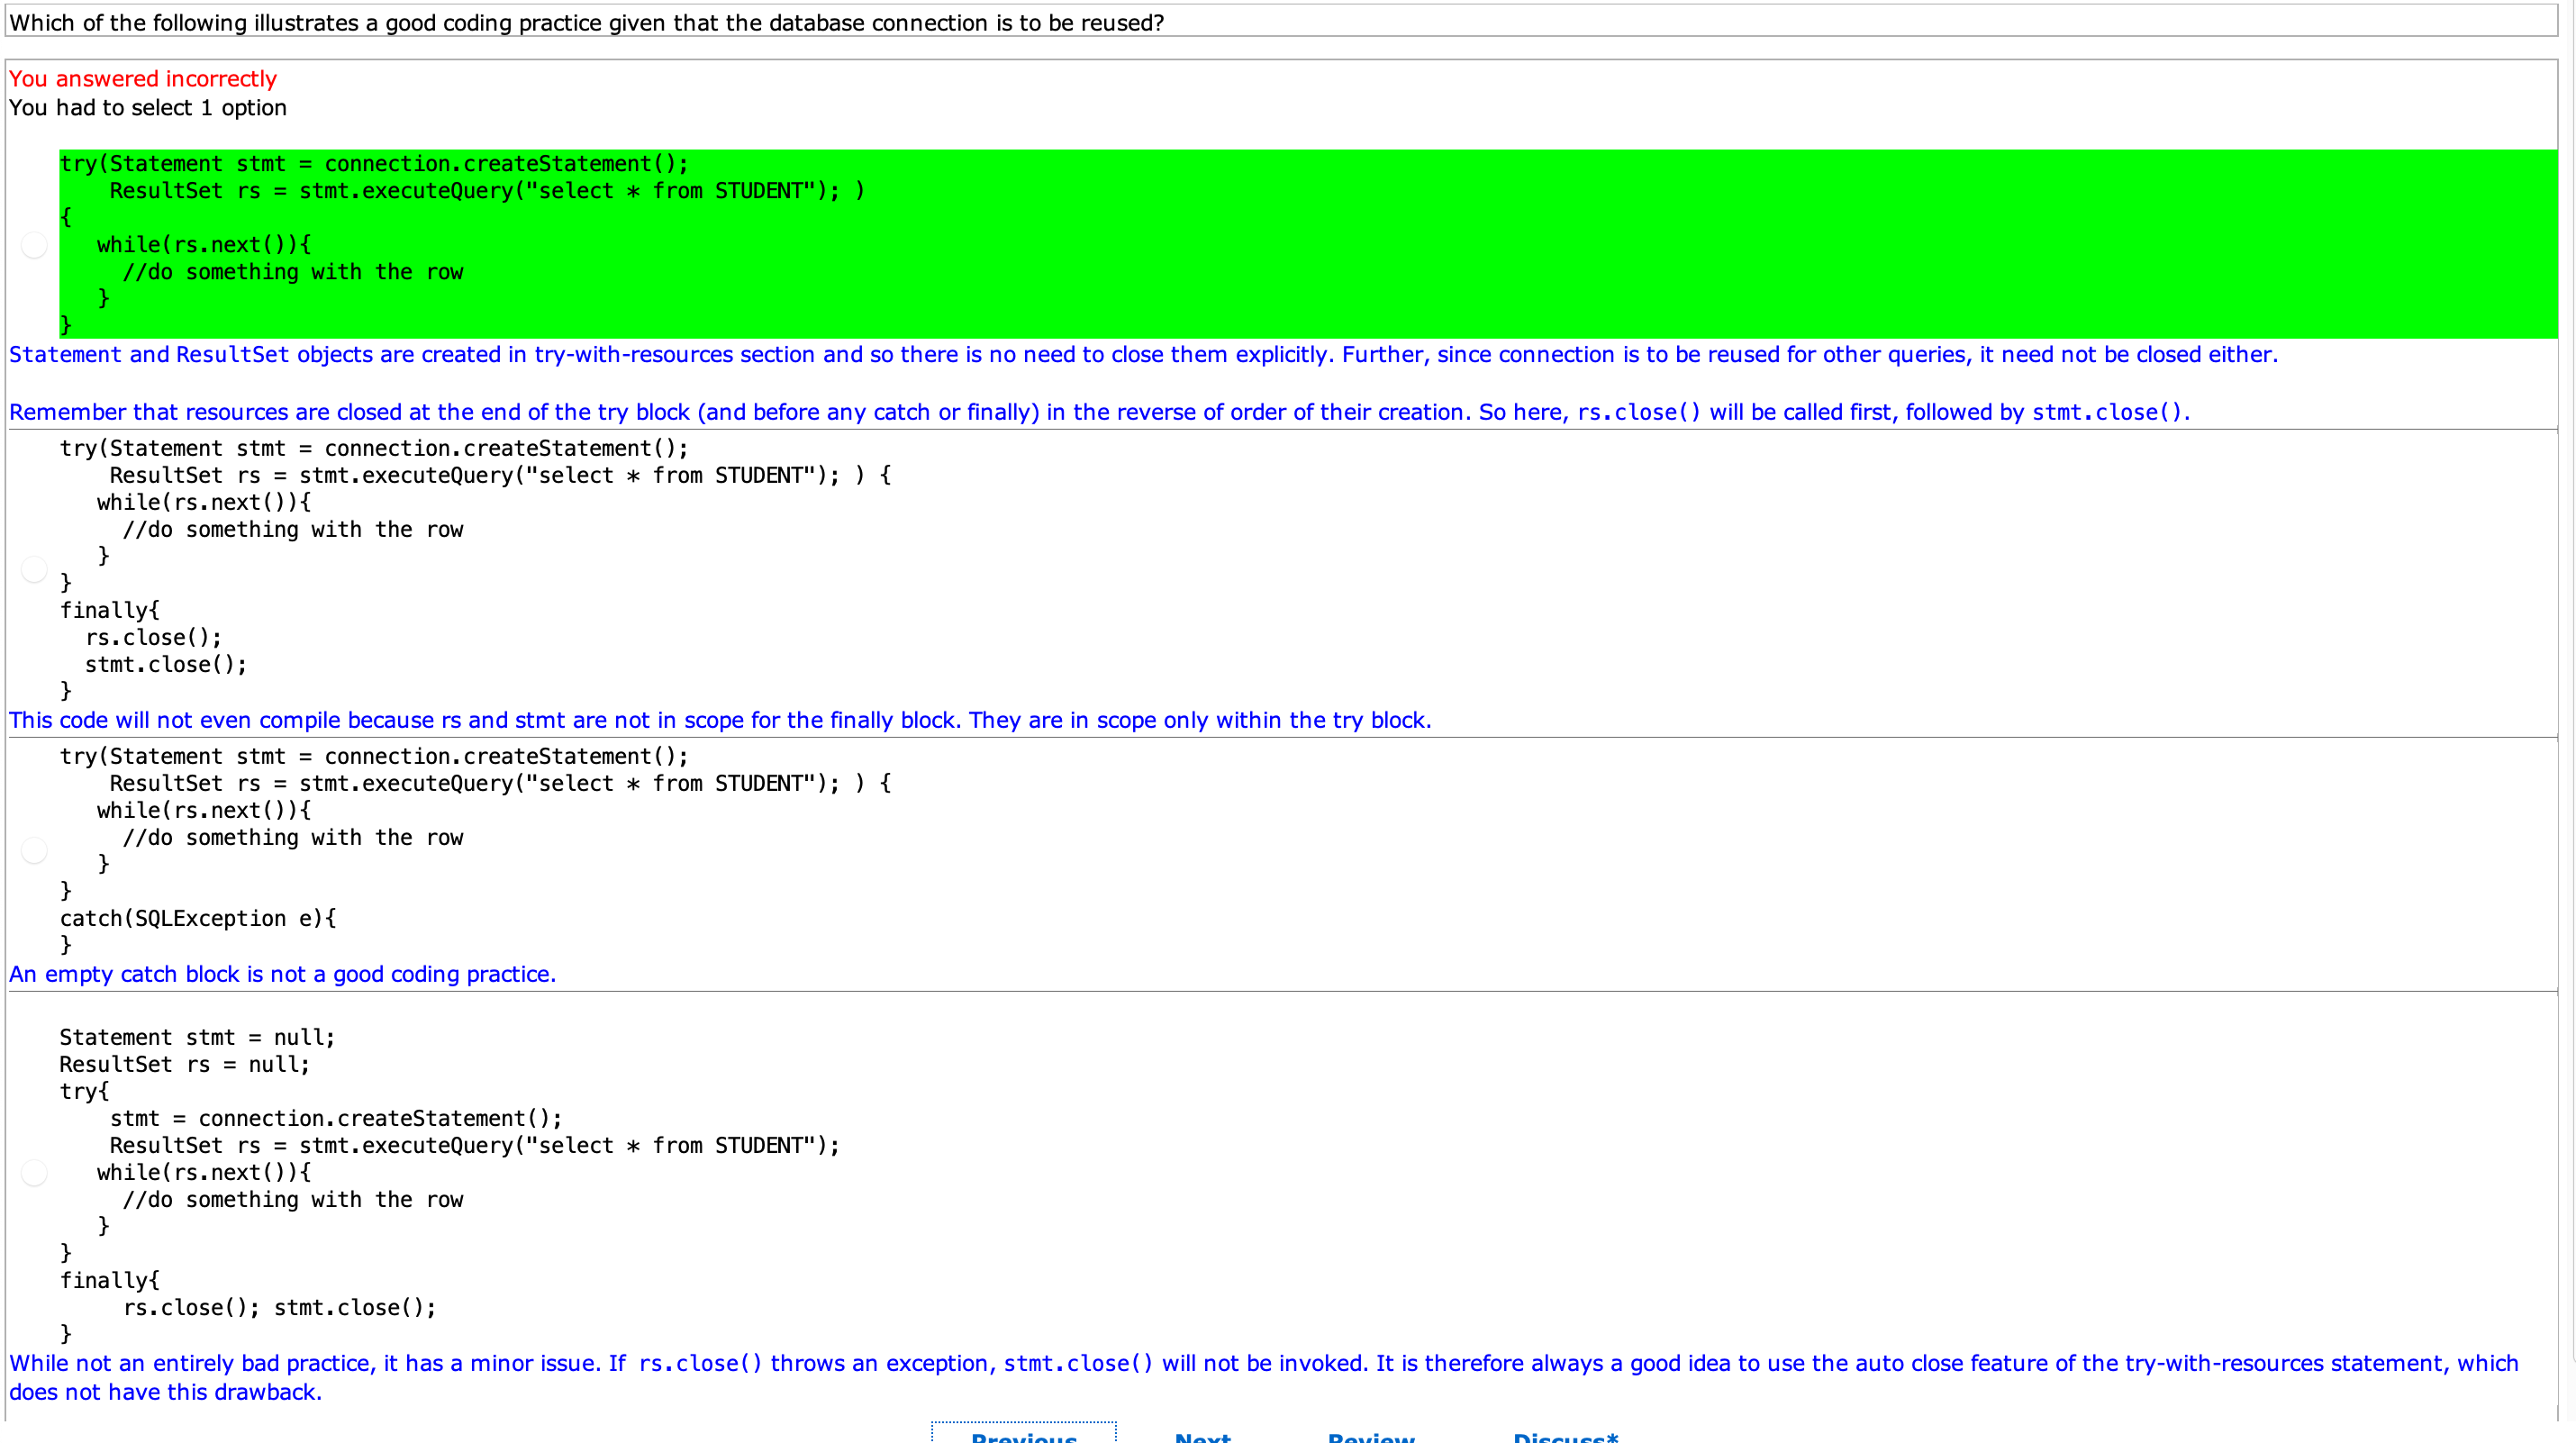 Which of the following illustrates a good coding practice given that the database connection is to be reused?
You answered incorrectly
You had to select 1 option
try(Statement stmt = connection.createStatement();
    ResultSet rs = stmt.executeQuery("select * from STUDENT"); )
{
   while(rs.next()){
     //do something with the row
   }
}
Statement and ResultSet objects are created in try-with-resources section and so there is no need to close them explicitly. Further, since connection is to be reused for other queries, it need not be closed either.
Remember that resources are closed at the end of the try block (and before any catch or finally) in the reverse of order of their creation. So here, rs.close() will be called first, followed by stmt.close().
try(Statement stmt = connection.createStatement();
    ResultSet rs = stmt.executeQuery("select * from STUDENT"); ) {
   while(rs.next()){
     //do something with the row
   }
}
finally{
  rs.close();
  stmt.close();
}
This code will not even compile because rs and stmt are not in scope for the finally block. They are in scope only within the try block.
try(Statement stmt = connection.createStatement();
    ResultSet rs = stmt.executeQuery("select * from STUDENT"); ) {
   while(rs.next()){
     //do something with the row
   }
}
catch(SQLException e){
}
An empty catch block is not a good coding practice.
Statement stmt = null;
ResultSet rs = null;
try{
    stmt = connection.createStatement();
    ResultSet rs = stmt.executeQuery("select * from STUDENT");
   while(rs.next()){
     //do something with the row
   }
}
finally{
     rs.close(); stmt.close();
}
While not an entirely bad practice, it has a minor issue. If rs.close() throws an exception, stmt.close() will not be invoked. It is therefore always a good idea to use the auto close feature of the try-with-resources statement, which
does not have this drawback.
Previous Next Review Discuss*